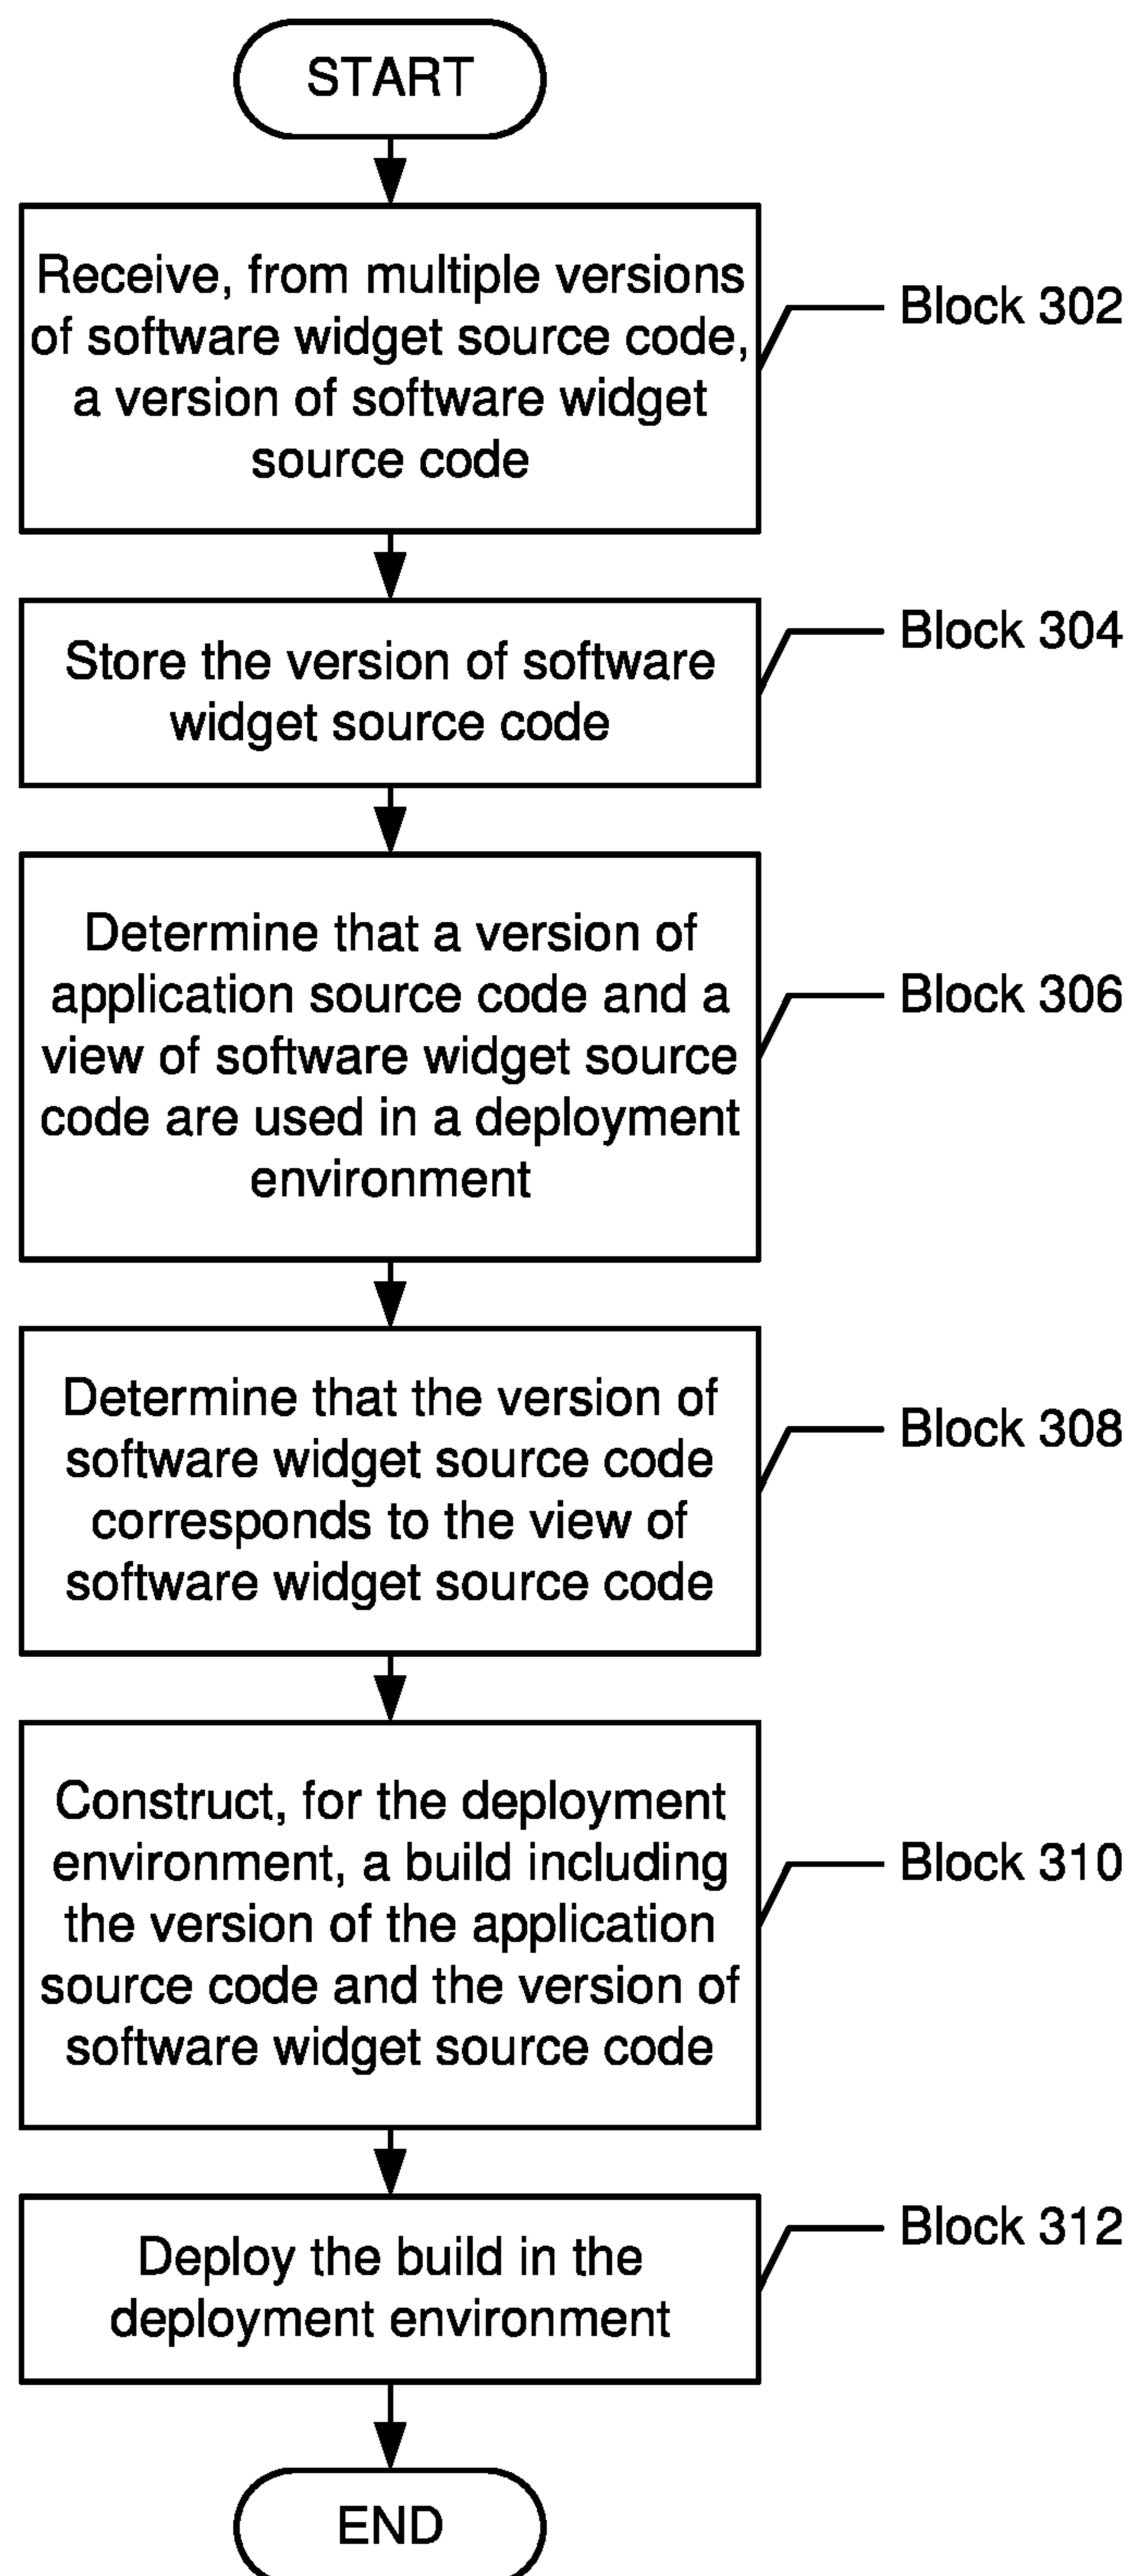 START
Receive, from multiple versions
of software widget source code,
a version of software widget
source code
Block 302
Store the version of software
widget source code
Block 304
Determine that a version of
application source code and a
view of software widget source
code are used in a deployment
environment
Block 306
Determine that the version of
software widget source code
corresponds to the view of
software widget source code
Block 308
Construct, for the deployment
environment, a build including
the version of the application
source code and the version of
software widget source code
Block 310
Deploy the build in the
deployment environment
Block 312
END